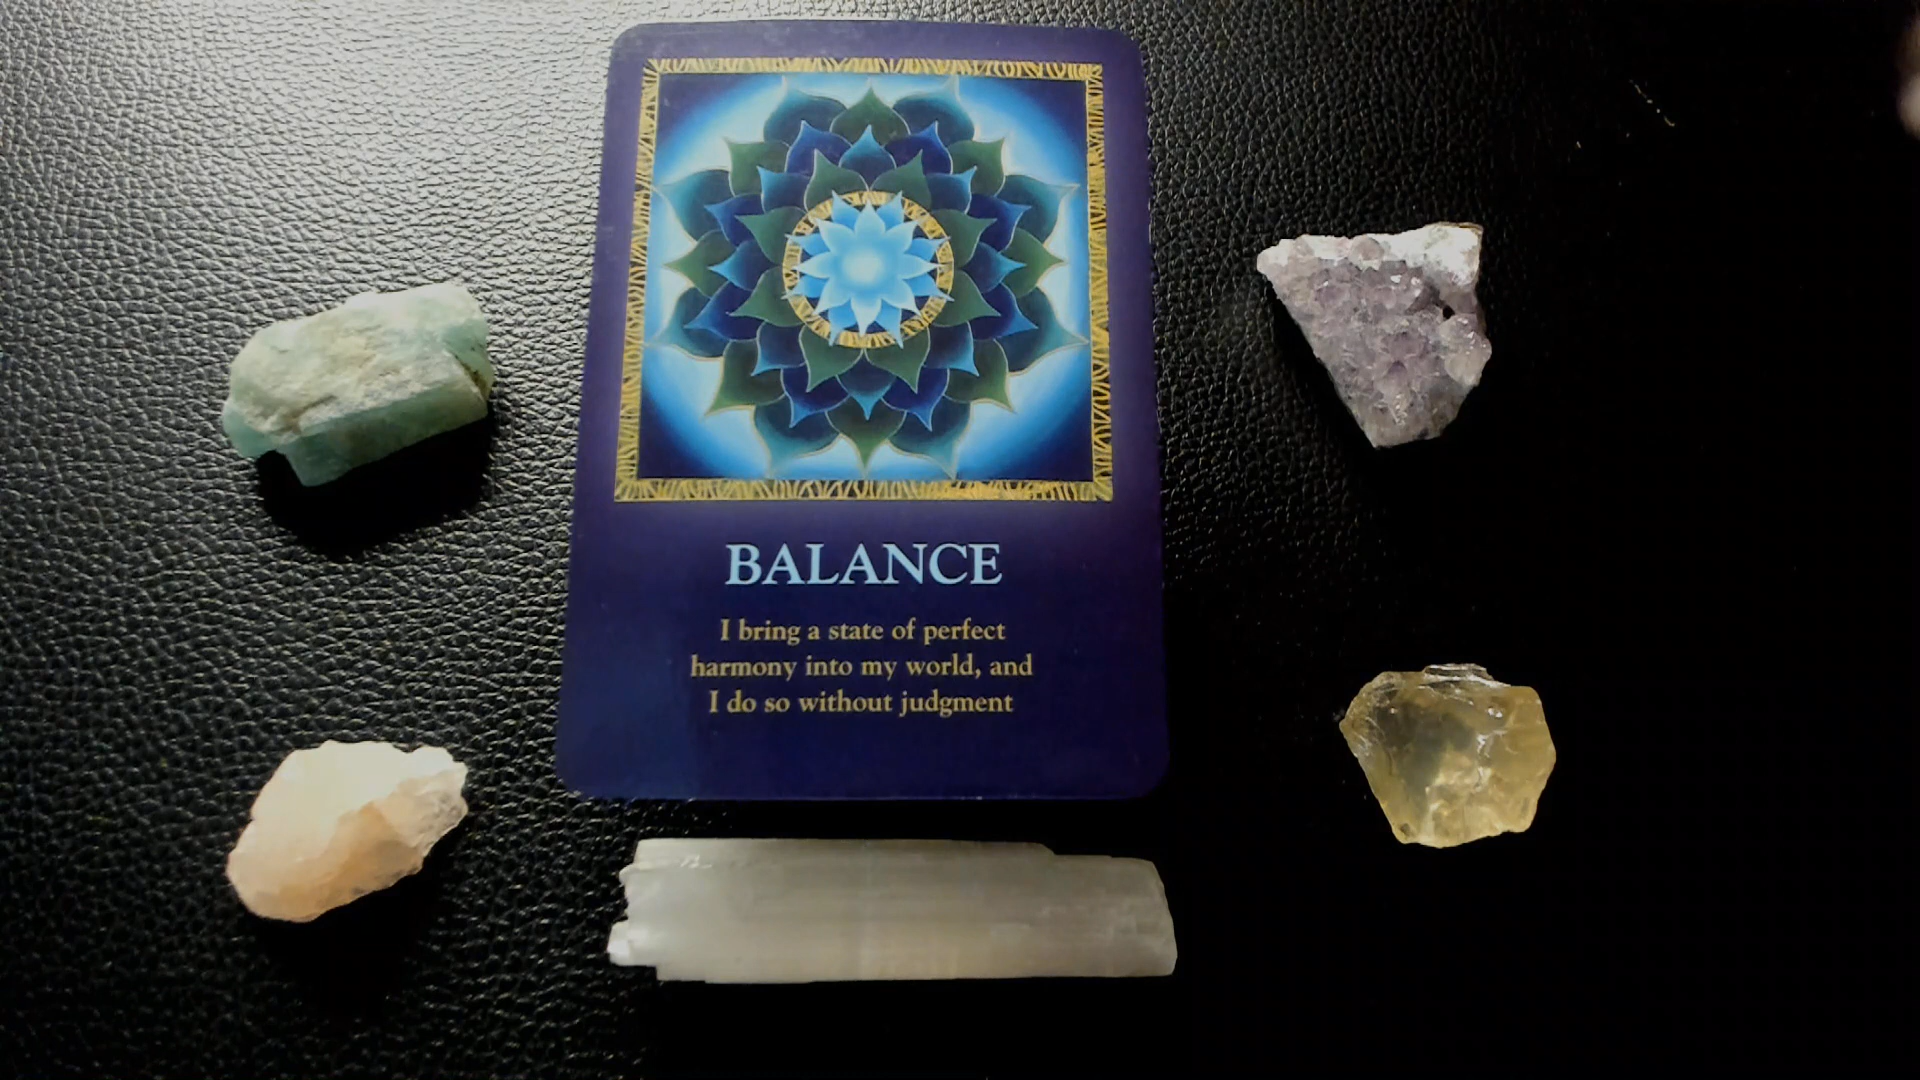 BALANCE
I bring a state of perfect
harmony into my world, and
I do so without judgment